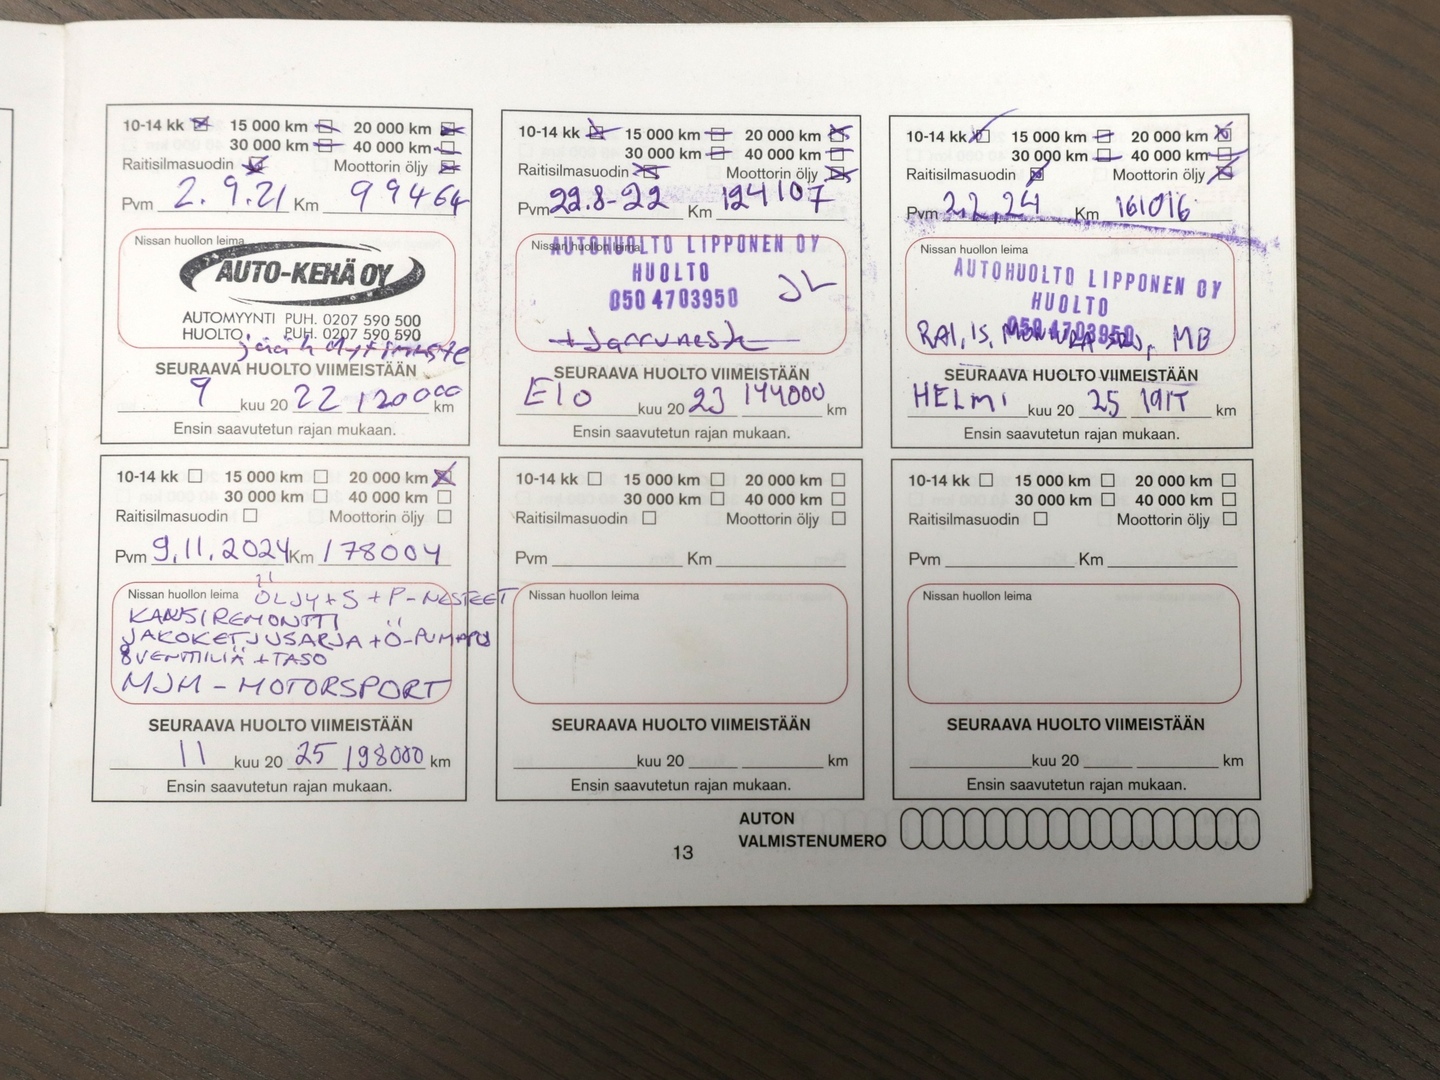 10-14 kk 15 000 km 20 000 km
30 000 km 40 000 km
Raitisilmasuodin Moottorin öljy
Pvm 2.9.21 Km 99464
Nissan huollon leima
AUTO-KEHÄ OY
AUTOMYYNTI PUH. 0207 590 500
HUOLTO PUH. 0207 590 590
jäähdytinneste
SEURAAVA HUOLTO VIIMEISTÄÄN
9 kuu 20 22 120000 km
Ensin saavutetun rajan mukaan.
10-14 kk 15 000 km 20 000 km
30 000 km 40 000 km
Raitisilmasuodin Moottorin öljy
Pvm 22.8-22 Km 124107
Nissan huollon leima
AUTOHUOLTO LIPPONEN OY
HUOLTO
050 4703950
JL
+Jarruneste
SEURAAVA HUOLTO VIIMEISTÄÄN
Elo kuu 20 23 144000 km
Ensin saavutetun rajan mukaan.
10-14 kk 15 000 km 20 000 km
30 000 km 40 000 km
Raitisilmasuodin Moottorin öljy
Pvm 2.2.24 Km 161016
Nissan huollon leima
AUTOHUOLTO LIPPONEN OY
HUOLTO
050 4703950
SEURAAVA HUOLTO VIIMEISTÄÄN
HELMI kuu 20 25 191T km
Ensin saavutetun rajan mukaan.
10-14 kk 15 000 km 20 000 km
30 000 km 40 000 km
Raitisilmasuodin Moottorin öljy
Pvm 9.11.2024 Km 178004
Nissan huollon leima ÖLJY+S+P-NESTEET
KANSIREMONTTI
JAKOKETJUSARJA+Ö-PUMPPU
8VENTTIILIÄ+TASO
MJM-MOTORSPORT
SEURAAVA HUOLTO VIIMEISTÄÄN
11 kuu 20 25 198000 km
Ensin saavutetun rajan mukaan.
10-14 kk 15 000 km 20 000 km
30 000 km 40 000 km
Raitisilmasuodin Moottorin öljy
Pvm Km
Nissan huollon leima
SEURAAVA HUOLTO VIIMEISTÄÄN
kuu 20 km
Ensin saavutetun rajan mukaan.
10-14 kk 15 000 km 20 000 km
30 000 km 40 000 km
Raitisilmasuodin Moottorin öljy
Pvm Km
Nissan huollon leima
SEURAAVA HUOLTO VIIMEISTÄÄN
kuu 20 km
Ensin saavutetun rajan mukaan.
AUTON
VALMISTENUMERO
13